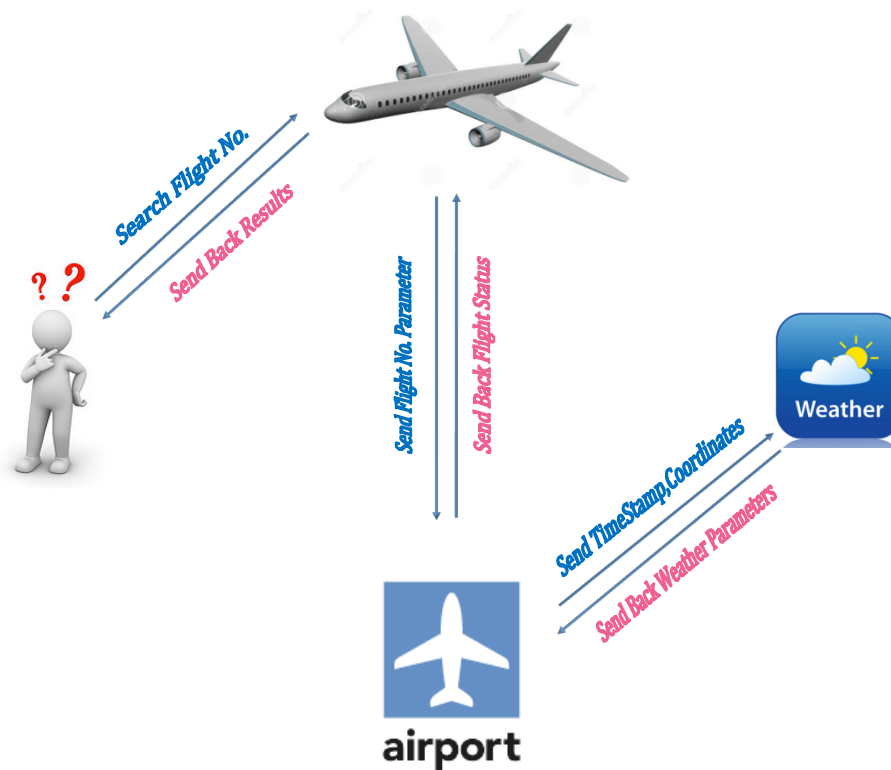 Search Flight No.
Send Back Results
? ?
Send Flight No. Parameter
Send Back Flight Status
Weather
Send TimeStamp,Coordinates
Send Back Weather Parameters
airport